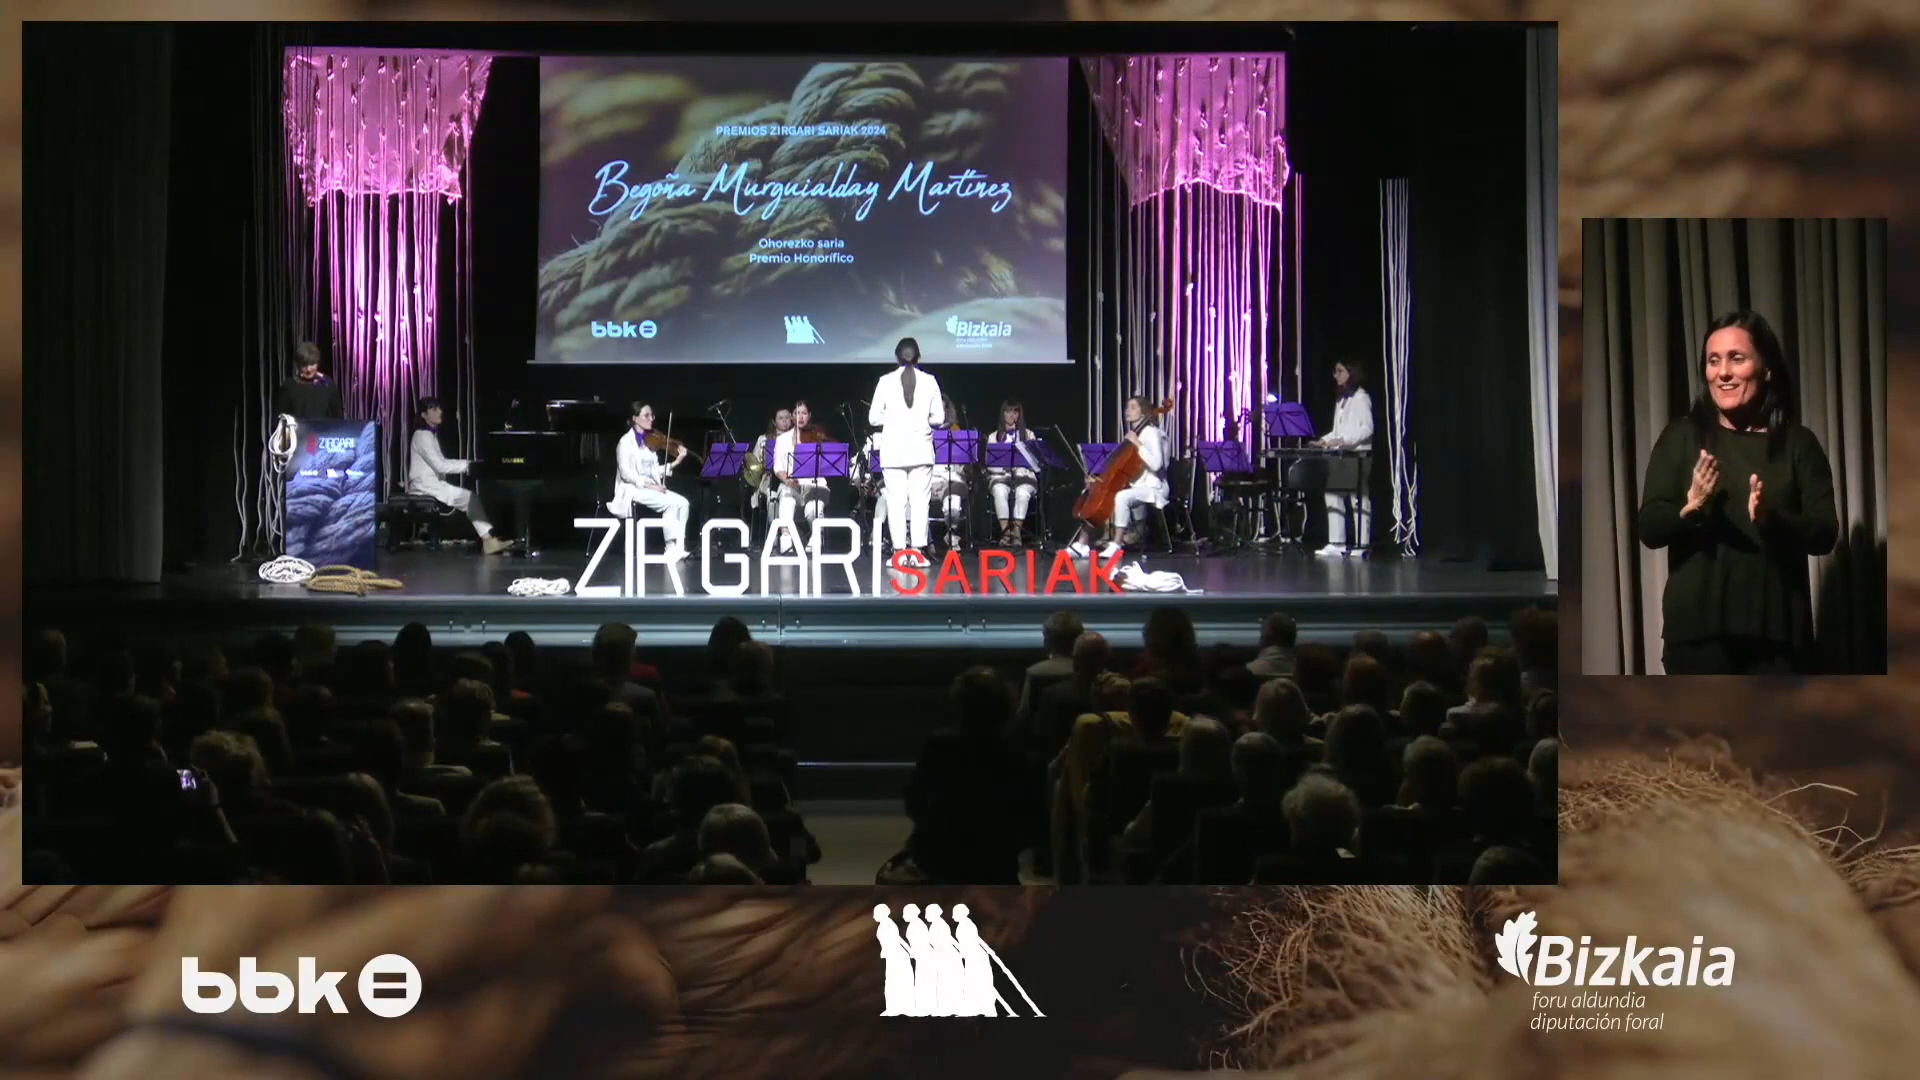 PREMIOS ZIRGARI SARIAK 2024
Begoña Murguialday Martínez
Ohorezko saria
Premio Honorífico
bbk
Bizkaia
ZIRGARI
ZIRGARI SARIAK
bbk
Bizkaia
foru aldundia
diputación foral